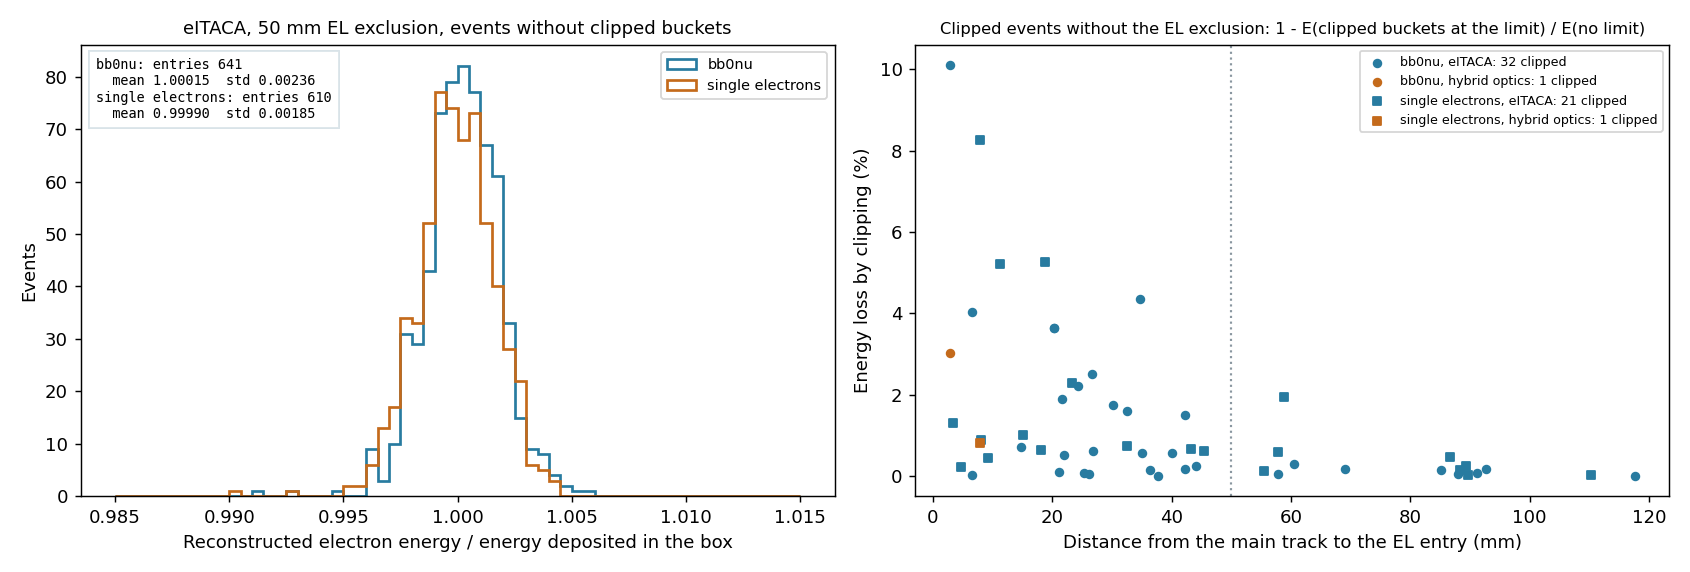 eITACA, 50 mm EL exclusion, events without clipped buckets
bb0nu: entries 641
mean 1.00015 std 0.00236
single electrons: entries 610
mean 0.99990 std 0.00185
bb0nu
single electrons
Events
80
70
60
50
40
30
20
10
0
0.985 0.990 0.995 1.000 1.005 1.010 1.015
Reconstructed electron energy / energy deposited in the box
Clipped events without the EL exclusion: 1 - E(clipped buckets at the limit) / E(no limit)
bb0nu, eITACA: 32 clipped
bb0nu, hybrid optics: 1 clipped
single electrons, eITACA: 21 clipped
single electrons, hybrid optics: 1 clipped
Energy loss by clipping (%)
10
8
6
4
2
0
0 20 40 60 80 100 120
Distance from the main track to the EL entry (mm)